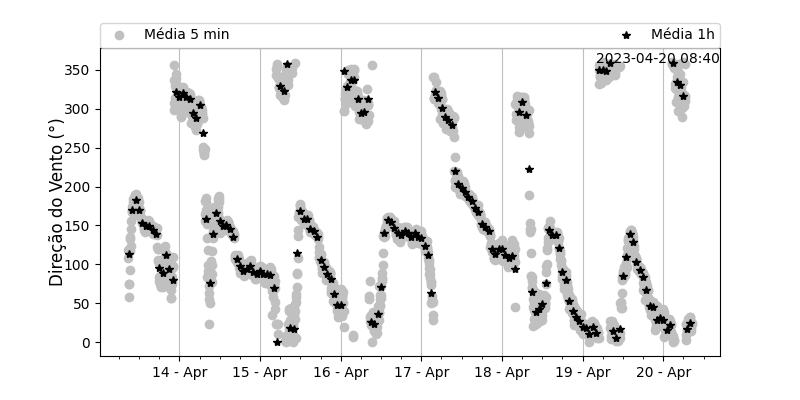 Média 5 min
Média 1h
2023-04-20 08:40
Direção do Vento (°)
350
300
250
200
150
100
50
0
14 - Apr
15 - Apr
16 - Apr
17 - Apr
18 - Apr
19 - Apr
20 - Apr